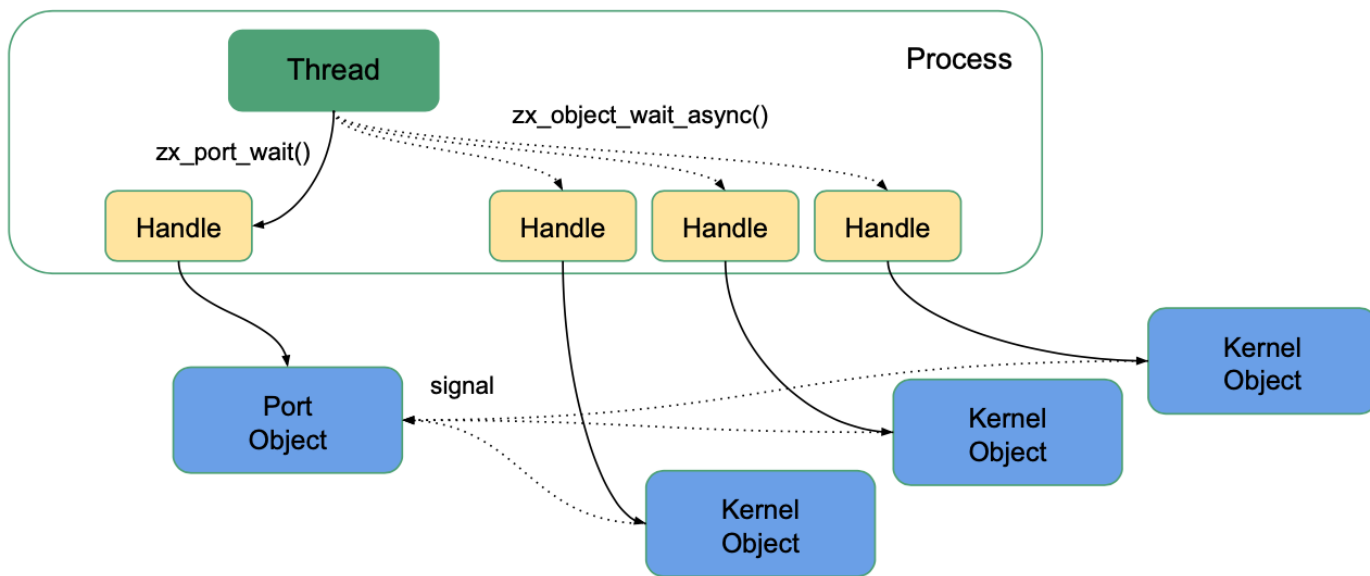 Thread
Process
zx_object_wait_async()
zx_port_wait()
Handle
Handle
Handle
Handle
signal
Port
Object
Kernel
Object
Kernel
Object
Kernel
Object